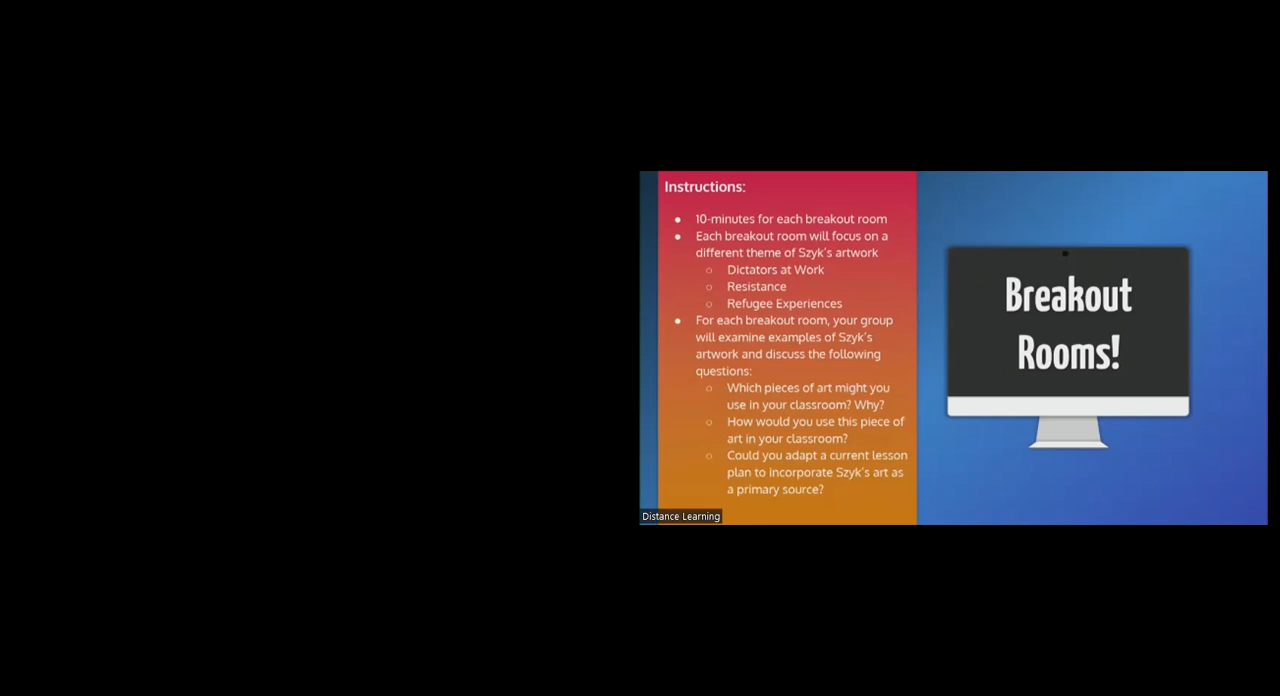 Instructions:
● 10-minutes for each breakout room
● Each breakout room will focus on a
different theme of Szyk's artwork
○ Dictators at Work
○ Resistance
○ Refugee Experiences
● For each breakout room, your group
will examine examples of Szyk's
artwork and discuss the following
questions:
○ Which pieces of art might you
use in your classroom? Why?
○ How would you use this piece of
art in your classroom?
○ Could you adapt a current lesson
plan to incorporate Szyk's art as
a primary source?
Distance Learning
Breakout
Rooms!